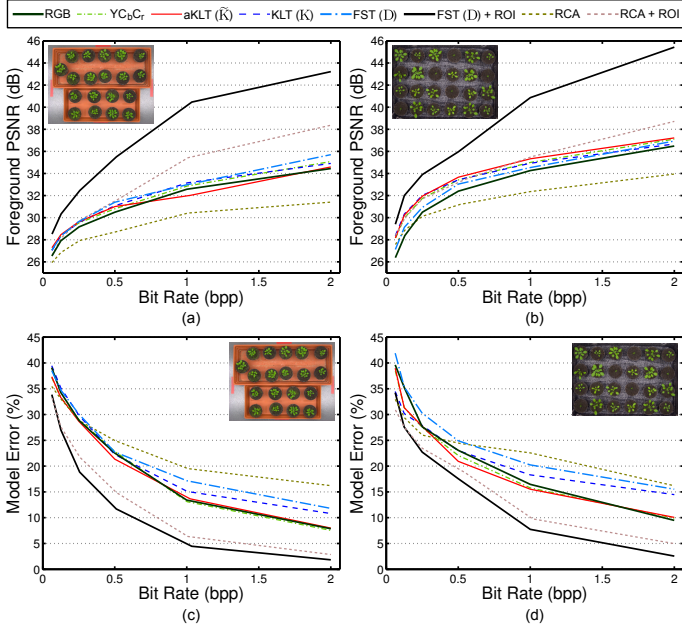 RGB YCbCr aKLT (K̃) KLT (K) FST (D) FST (D) + ROI RCA RCA + ROI
46
44
42
40
38
36
34
32
30
28
26
Foreground PSNR (dB)
0 0.5 1 1.5 2
Bit Rate (bpp)
(a)
46
44
42
40
38
36
34
32
30
28
26
Foreground PSNR (dB)
0 0.5 1 1.5 2
Bit Rate (bpp)
(b)
45
40
35
30
25
20
15
10
5
0
Model Error (%)
0 0.5 1 1.5 2
Bit Rate (bpp)
(c)
45
40
35
30
25
20
15
10
5
0
Model Error (%)
0 0.5 1 1.5 2
Bit Rate (bpp)
(d)